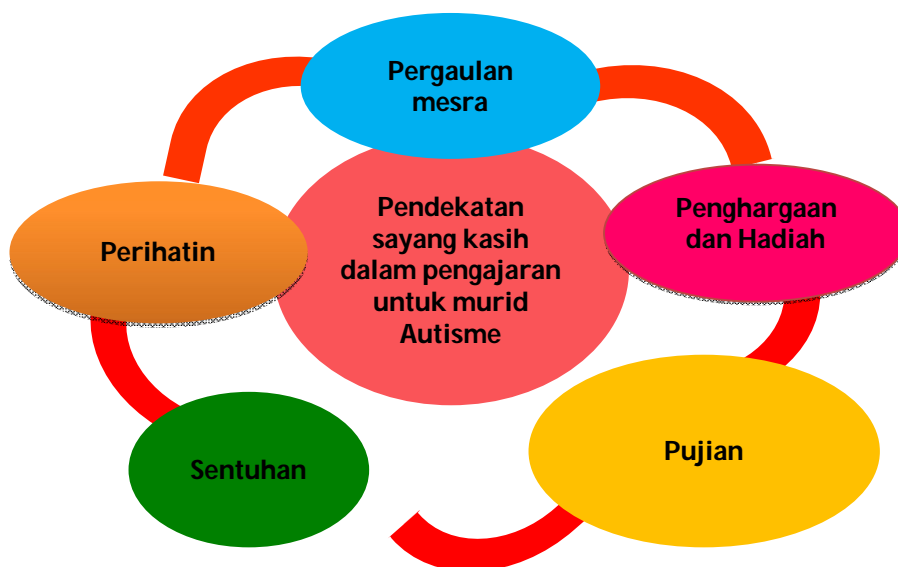 Pergaulan
mesra
Pendekatan
sayang kasih
dalam pengajaran
untuk murid
Autisme
Penghargaan
dan Hadiah
Perihatin
Pujian
Sentuhan